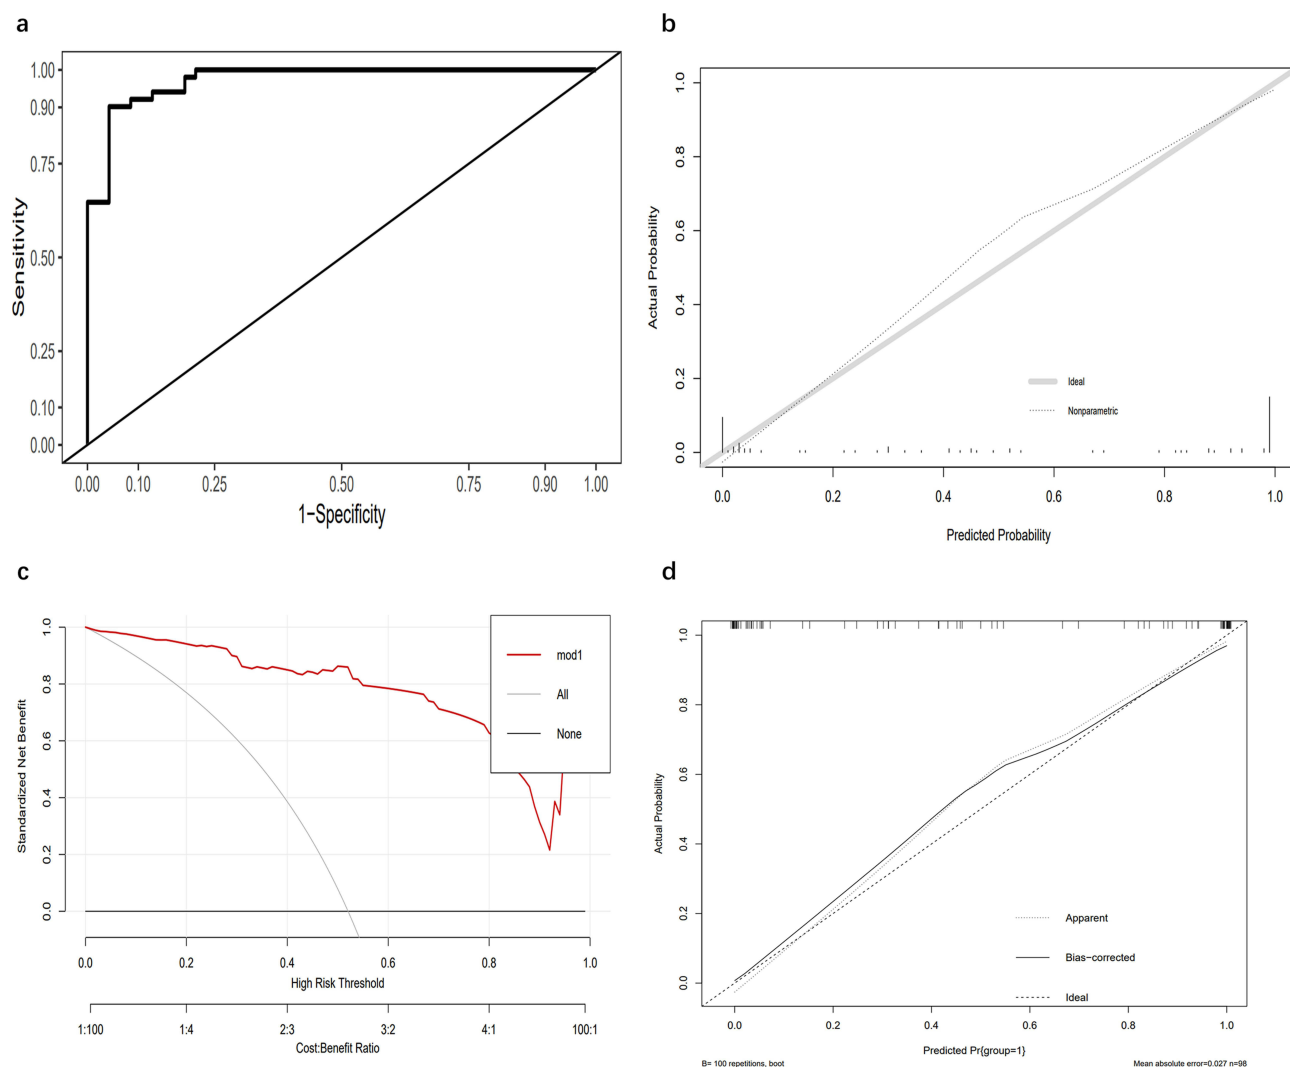 a
1.00
0.90
0.75
0.50
0.25
0.10
0.00
Sensitivity
0.00 0.10 0.25 0.50 0.75 0.90 1.00
1−Specificity
b
1.0
0.8
0.6
0.4
0.2
0.0
Actual Probability
Ideal
Nonparametric
0.0 0.2 0.4 0.6 0.8 1.0
Predicted Probability
c
1.0
0.8
0.6
0.4
0.2
0.0
Standardized Net Benefit
mod1
All
None
0.0 0.2 0.4 0.6 0.8 1.0
High Risk Threshold
1:100 1:4 2:3 3:2 4:1 100:1
Cost:Benefit Ratio
d
1.0
0.8
0.6
0.4
0.2
0.0
Actual Probability
Apparent
Bias−corrected
Ideal
0.0 0.2 0.4 0.6 0.8 1.0
Predicted Pr{group=1}
B= 100 repetitions, boot
Mean absolute error=0.027 n=98